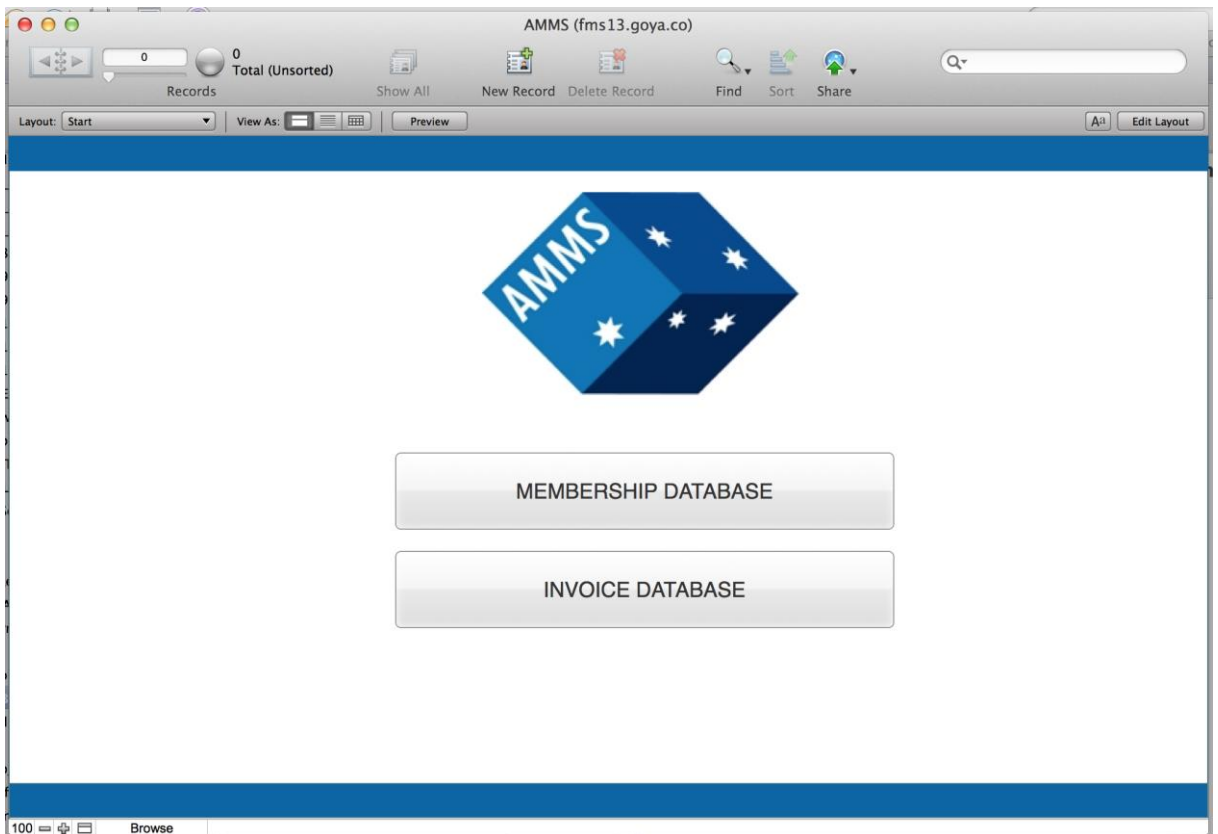 AMMS (fms13.goya.co)
0
0
Total (Unsorted)
Records
Show All
New Record
Delete Record
Find
Sort
Share
Layout: Start
View As:
Preview
Aa
Edit Layout
AMMS
MEMBERSHIP DATABASE
INVOICE DATABASE
100
Browse